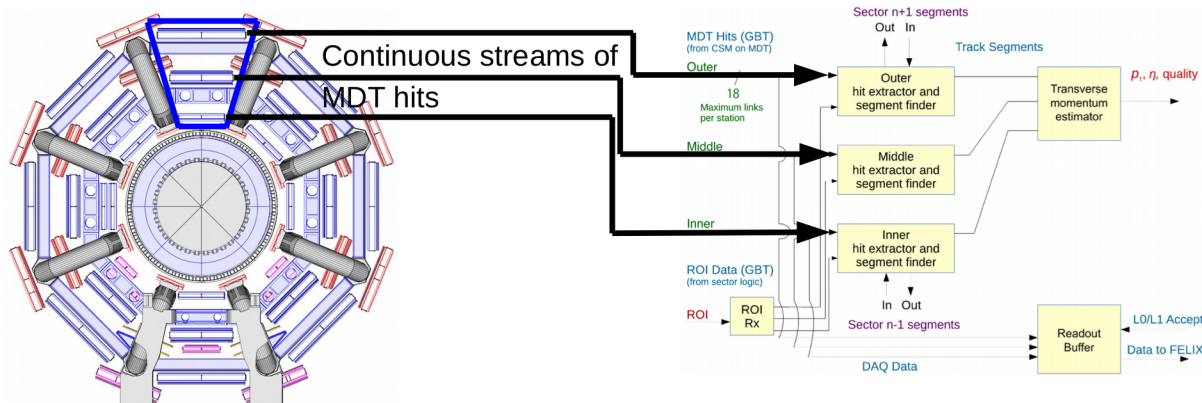 Continuous streams of
MDT hits
Sector n+1 segments
Out In
MDT Hits (GBT)
(from CSM on MDT)
Track Segments
Outer
18
Maximum links
per station
Outer
hit extractor and
segment finder
Transverse
momentum
estimator
pT, η, quality
Middle
Middle
hit extractor and
segment finder
Inner
Inner
hit extractor and
segment finder
ROI Data (GBT)
(from sector logic)
In Out
Sector n-1 segments
ROI
ROI
Rx
Readout
Buffer
L0/L1 Accept
Data to FELIX
DAQ Data